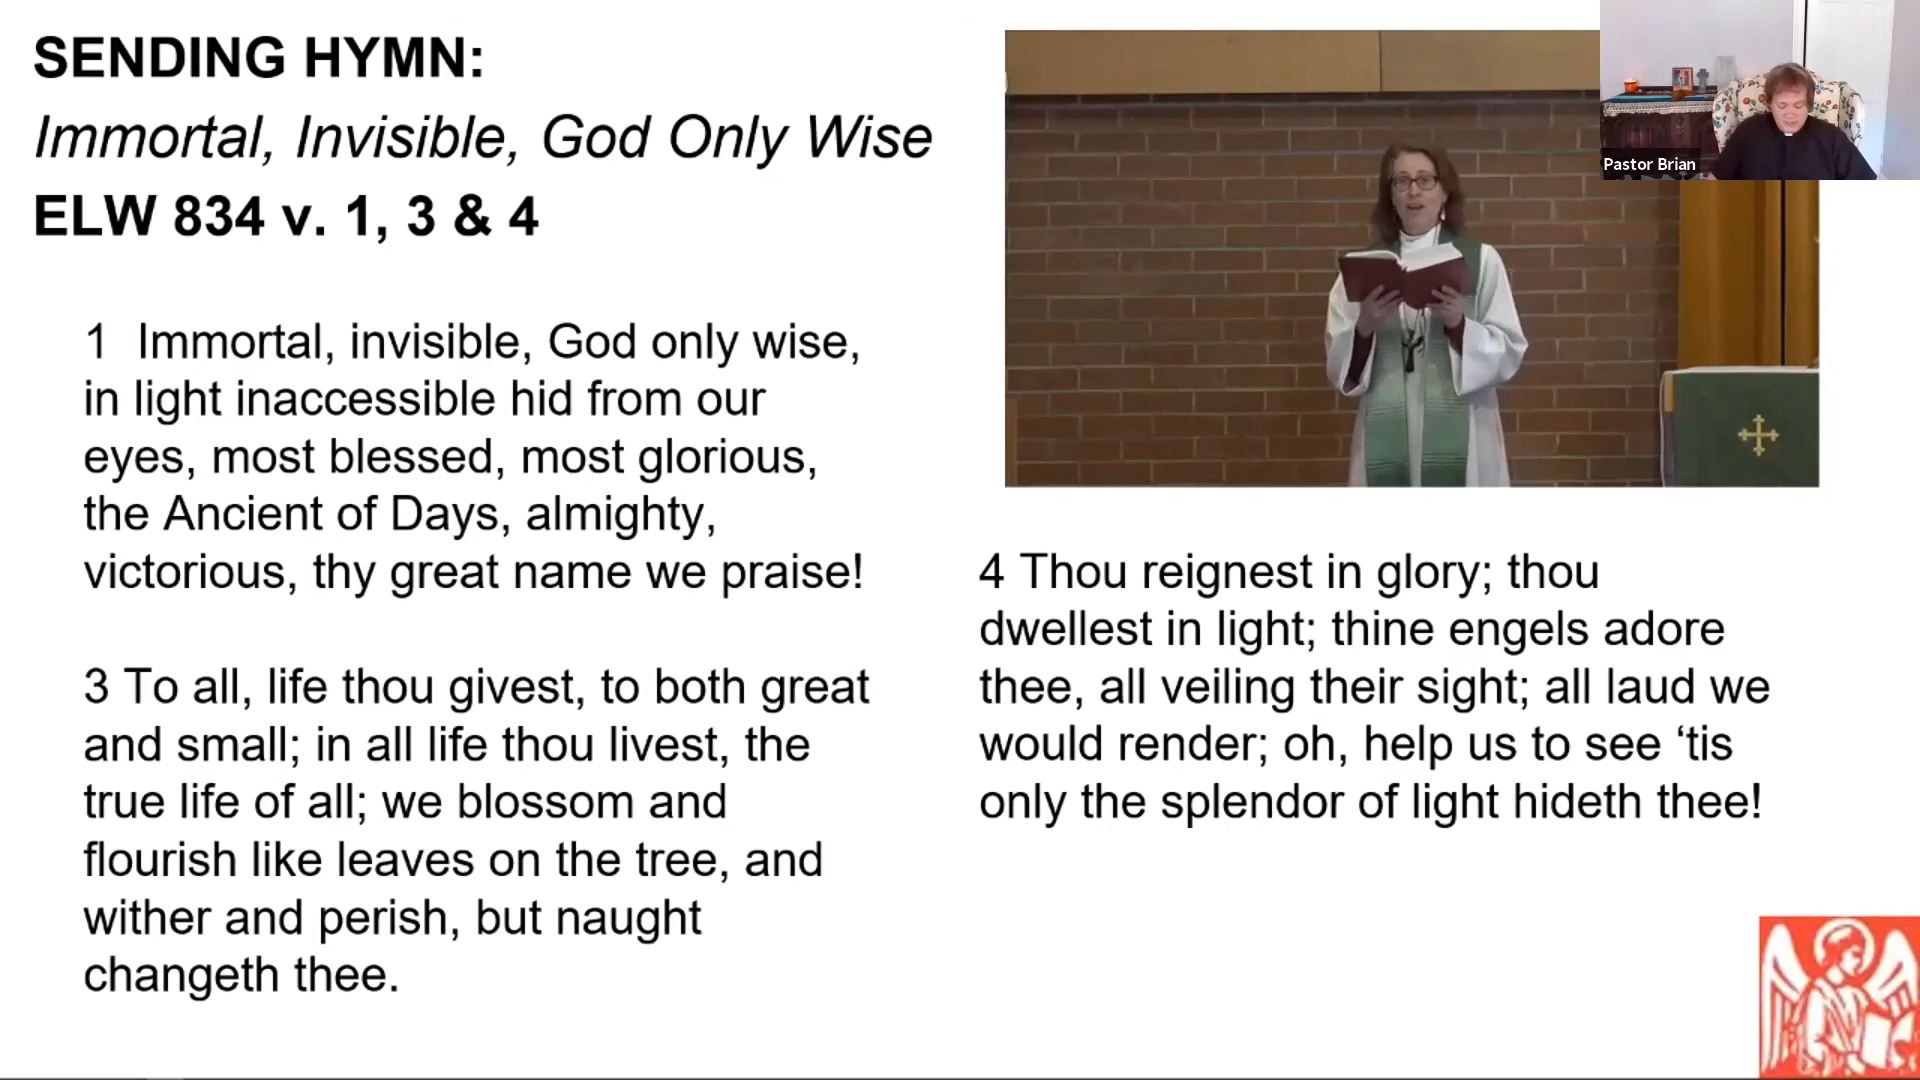 SENDING HYMN:
Immortal, Invisible, God Only Wise
ELW 834 v. 1, 3 & 4
1 Immortal, invisible, God only wise,
in light inaccessible hid from our
eyes, most blessed, most glorious,
the Ancient of Days, almighty,
victorious, thy great name we praise!
3 To all, life thou givest, to both great
and small; in all life thou livest, the
true life of all; we blossom and
flourish like leaves on the tree, and
wither and perish, but naught
changeth thee.
4 Thou reignest in glory; thou
dwellest in light; thine engels adore
thee, all veiling their sight; all laud we
would render; oh, help us to see ‘tis
only the splendor of light hideth thee!
Pastor Brian